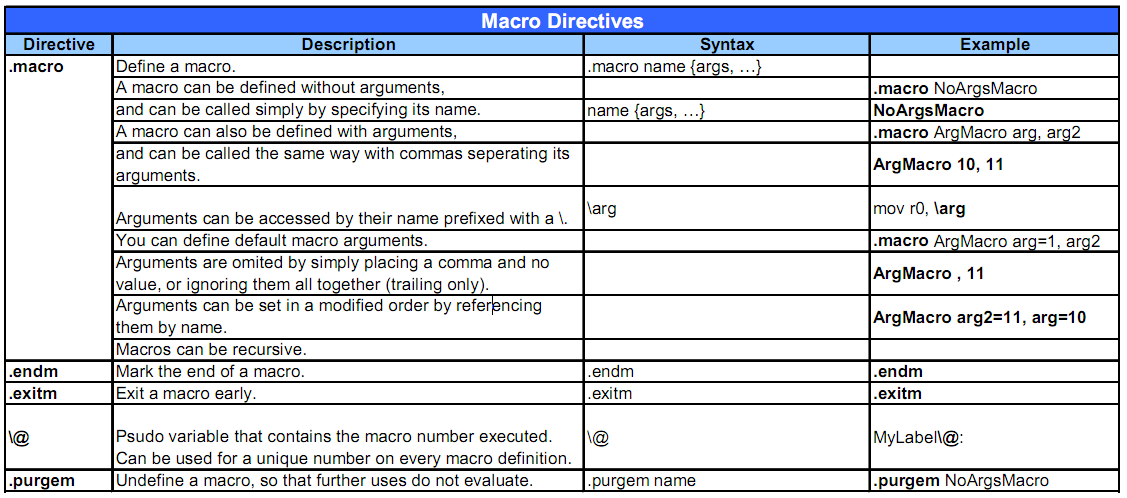 Macro Directives
Directive Description Syntax Example
.macro Define a macro. .macro name {args, …}
A macro can be defined without arguments, .macro NoArgsMacro
and can be called simply by specifying its name. name {args, …} NoArgsMacro
A macro can also be defined with arguments, .macro ArgMacro arg, arg2
and can be called the same way with commas seperating its
arguments. ArgMacro 10, 11
Arguments can be accessed by their name prefixed with a \. \arg mov r0, \arg
You can define default macro arguments. .macro ArgMacro arg=1, arg2
Arguments are omited by simply placing a comma and no
value, or ignoring them all together (trailing only). ArgMacro , 11
Arguments can be set in a modified order by referencing
them by name. ArgMacro arg2=11, arg=10
Macros can be recursive.
.endm Mark the end of a macro. .endm .endm
.exitm Exit a macro early. .exitm .exitm
\@ Psudo variable that contains the macro number executed.
Can be used for a unique number on every macro definition. \@ MyLabel\@:
.purgem Undefine a macro, so that further uses do not evaluate. .purgem name .purgem NoArgsMacro